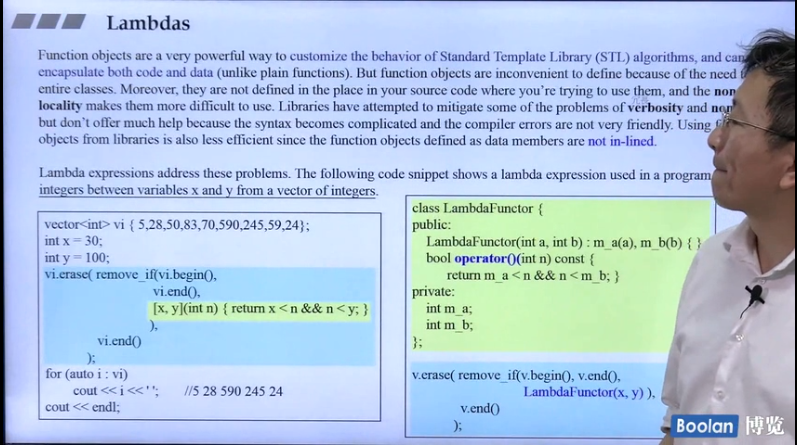 Lambdas
Function objects are a very powerful way to customize the behavior of Standard Template Library (STL) algorithms, and can
encapsulate both code and data (unlike plain functions). But function objects are inconvenient to define because of the need
entire classes. Moreover, they are not defined in the place in your source code where you're trying to use them, and the non
locality makes them more difficult to use. Libraries have attempted to mitigate some of the problems of verbosity and
but don't offer much help because the syntax becomes complicated and the compiler errors are not very friendly. Using
objects from libraries is also less efficient since the function objects defined as data members are not in-lined.
Lambda expressions address these problems. The following code snippet shows a lambda expression used in a program
integers between variables x and y from a vector of integers.
vector<int> vi { 5,28,50,83,70,590,245,59,24};
int x = 30;
int y = 100;
vi.erase( remove_if(vi.begin(),
vi.end(),
[x, y](int n) { return x < n && n < y; }
),
vi.end()
);
for (auto i : vi)
cout << i << ' '; //5 28 590 245 24
cout << endl;
class LambdaFunctor {
public:
LambdaFunctor(int a, int b) : m_a(a), m_b(b) { }
bool operator()(int n) const {
return m_a < n && n < m_b; }
private:
int m_a;
int m_b;
};
v.erase( remove_if(v.begin(), v.end(),
LambdaFunctor(x, y) ),
v.end()
);
Boolan 博览